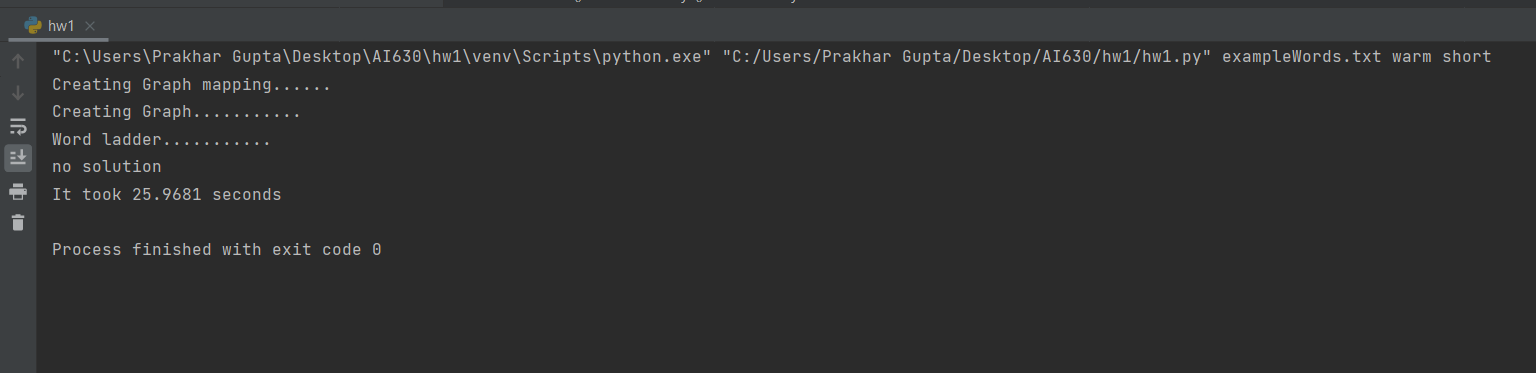 hw1
"C:\Users\Prakhar Gupta\Desktop\AI630\hw1\venv\Scripts\python.exe" "C:/Users/Prakhar Gupta/Desktop/AI630/hw1/hw1.py" exampleWords.txt warm short
Creating Graph mapping......
Creating Graph...........
Word ladder...........
no solution
It took 25.9681 seconds
Process finished with exit code 0